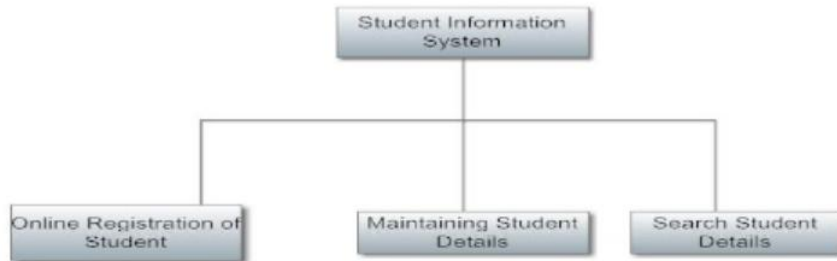 Student Information
System
Online Registration of
Student
Maintaining Student
Details
Search Student
Details